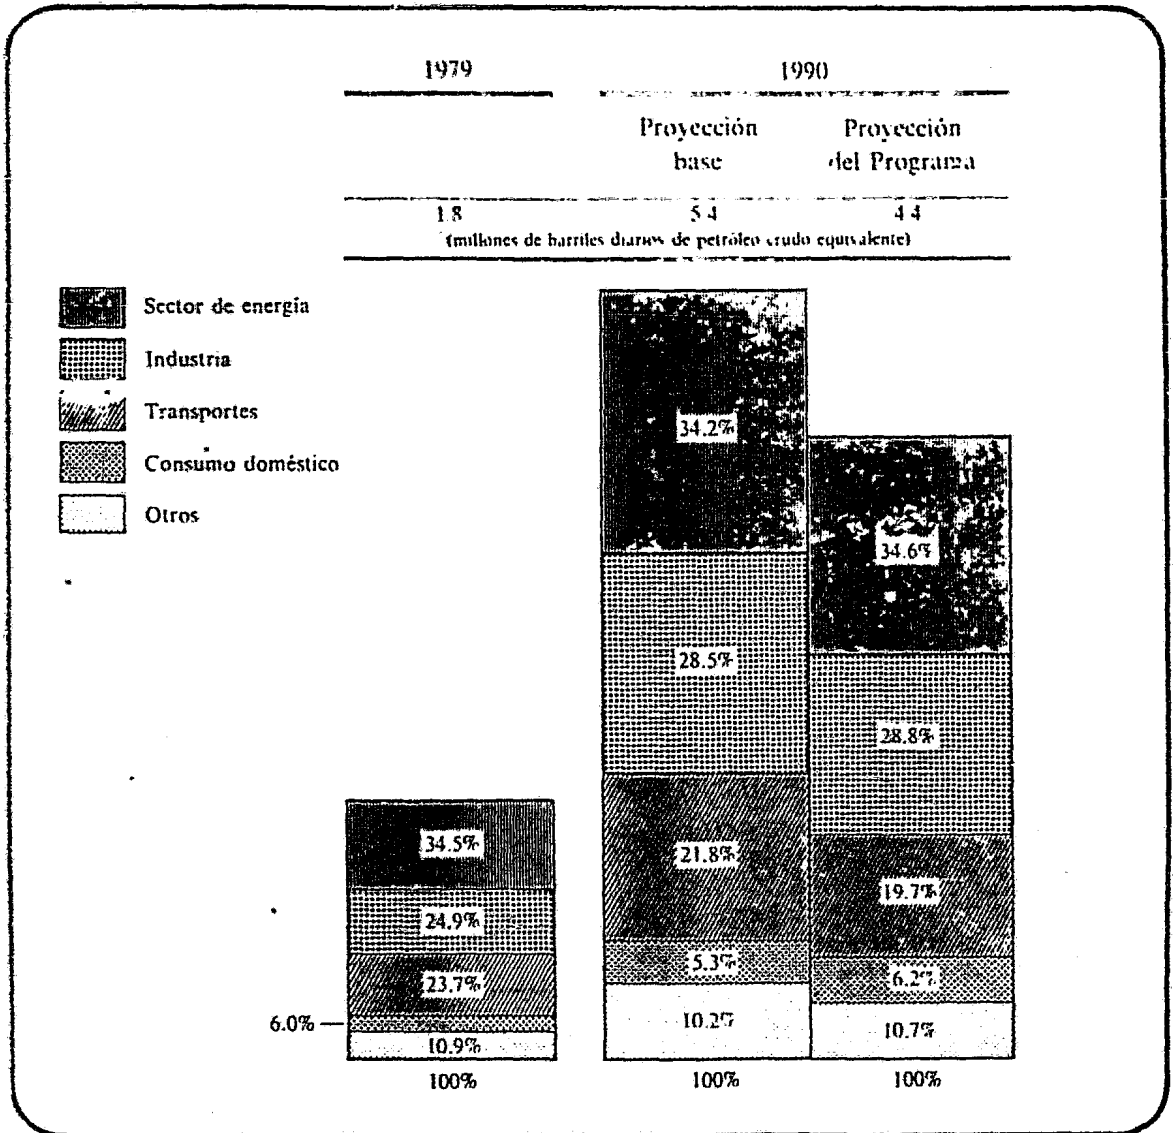 1979 1990
Proyección Proyección
base del Programa
1.8 5.4 4.4
(millones de barriles diarios de petróleo crudo equivalente)
Sector de energía
Industria
Transportes
Consumo doméstico
Otros
34.2%
34.6%
28.5%
28.8%
34.5%
21.8%
19.7%
24.9%
23.7%
5.3%
6.2%
6.0%
10.2%
10.7%
10.9%
100% 100% 100%